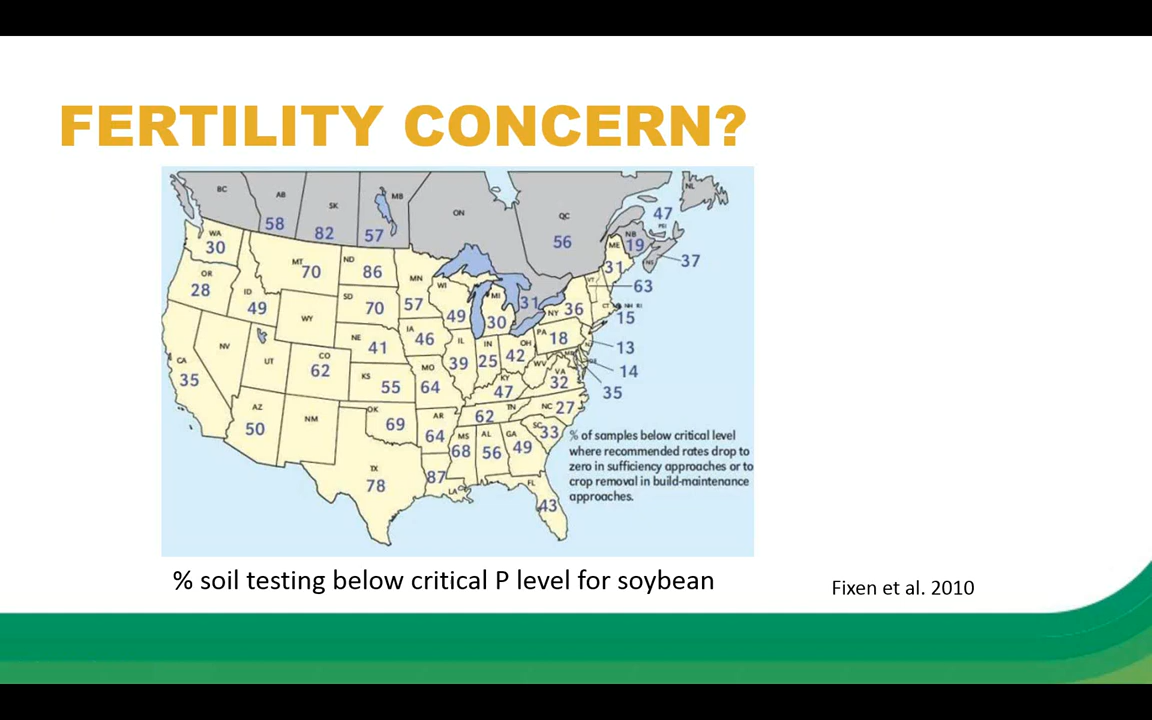 FERTILITY CONCERN?
BC
AB
SK
MB
ON
QC
NL
58
82
57
56
47
PEI
NB
19
NS
37
WA
30
MT
70
ND
86
MN
57
WI
49
MI
30
31
ME
31
VT
63
OR
28
ID
49
WY
SD
70
IA
46
NY
36
CT
MA NH RI
15
NV
UT
CO
62
NE
41
IL
39
IN
25
OH
42
PA
18
NJ
13
MD
DE
14
35
CA
35
KS
55
MO
64
KY
47
WV
VA
32
AZ
50
NM
OK
69
AR
64
TN
62
NC
27
SC
33
TX
78
LA
87
MS
68
AL
56
GA
49
FL
43
% of samples below critical level
where recommended rates drop to
zero in sufficiency approaches or to
crop removal in build-maintenance
approaches.
% soil testing below critical P level for soybean
Fixen et al. 2010